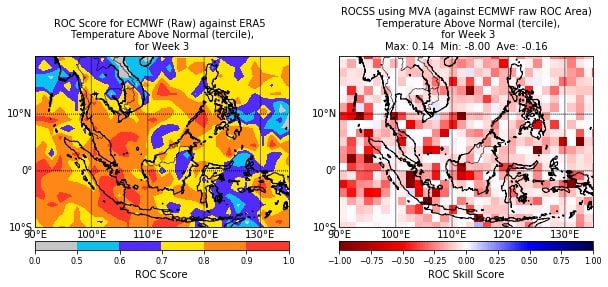 ROC Score for ECMWF (Raw) against ERA5
Temperature Above Normal (tercile),
for Week 3
10°N
0°
10°S
90°E 100°E 110°E 120°E 130°E
0.0 0.5 0.6 0.7 0.8 0.9 1.0
ROC Score
ROCSS using MVA (against ECMWF raw ROC Area)
Temperature Above Normal (tercile),
for Week 3
Max: 0.14 Min: -8.00 Ave: -0.16
10°N
0°
10°S
90°E 100°E 110°E 120°E 130°E
−1.00 −0.75 −0.50 −0.25 0.00 0.25 0.50 0.75 1.00
ROC Skill Score